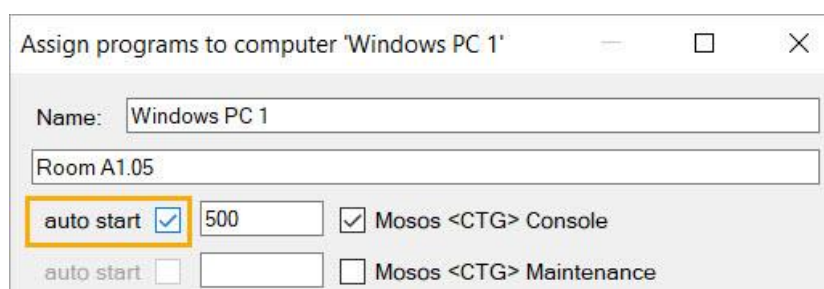 Assign programs to computer 'Windows PC 1'
Name: Windows PC 1
Room A1.05
auto start 500 Mosos <CTG> Console
auto start Mosos <CTG> Maintenance